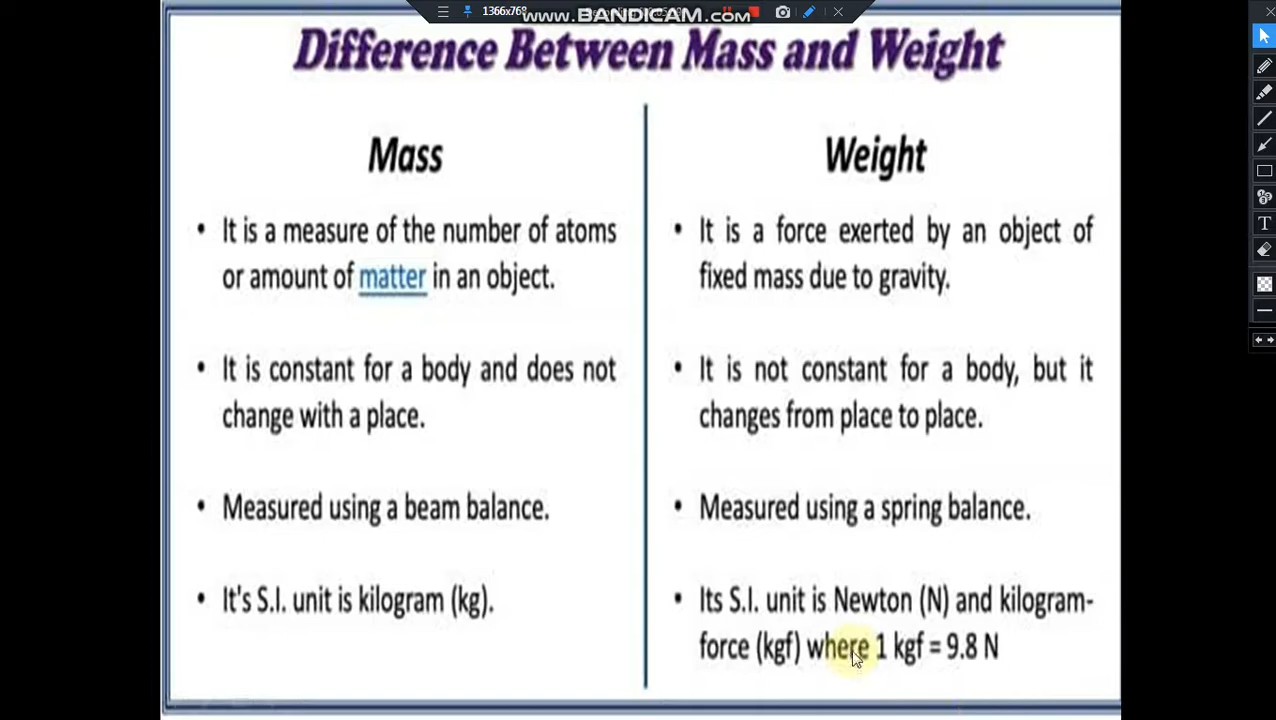 1366x768
www.BANDICAM.com
Difference Between Mass and Weight
Mass
• It is a measure of the number of atoms
or amount of matter in an object.
• It is constant for a body and does not
change with a place.
• Measured using a beam balance.
• It's S.I. unit is kilogram (kg).
Weight
• It is a force exerted by an object of
fixed mass due to gravity.
• It is not constant for a body, but it
changes from place to place.
• Measured using a spring balance.
• Its S.I. unit is Newton (N) and kilogram-
force (kgf) where 1 kgf = 9.8 N